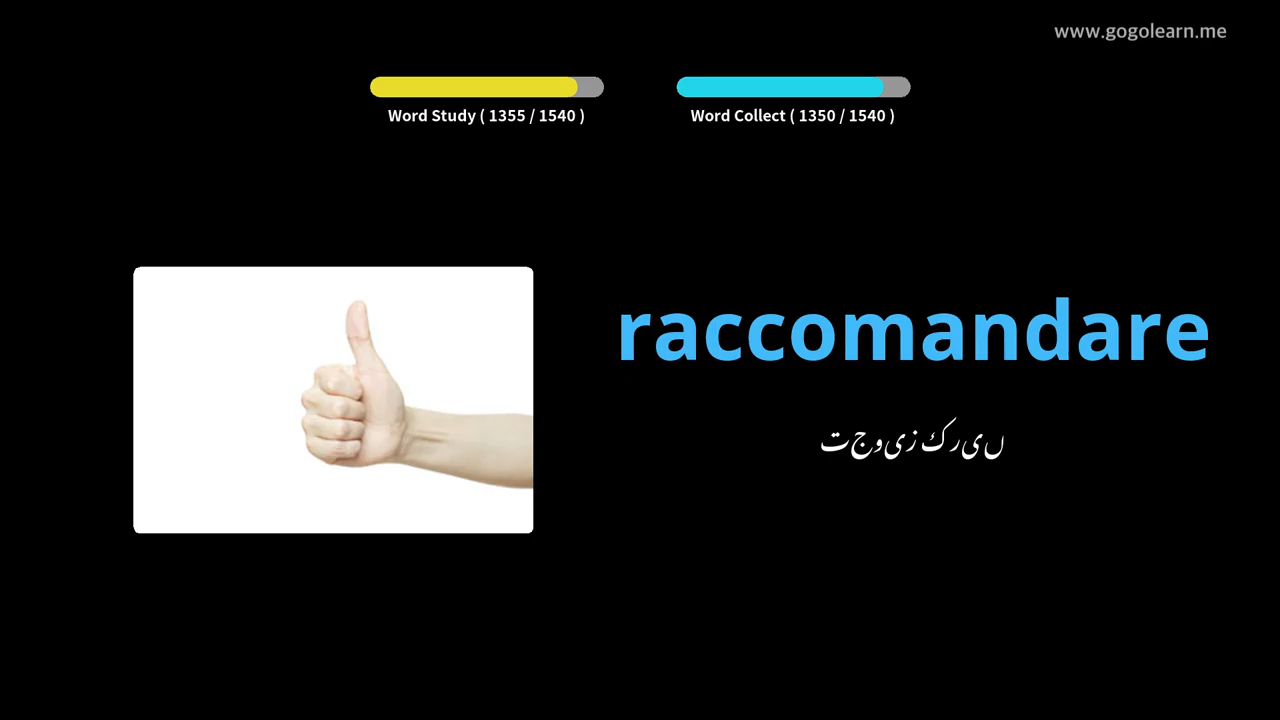 www.gogolearn.me
Word Study ( 1355 / 1540 )
Word Collect ( 1350 / 1540 )
raccomandare
تجویز کریں